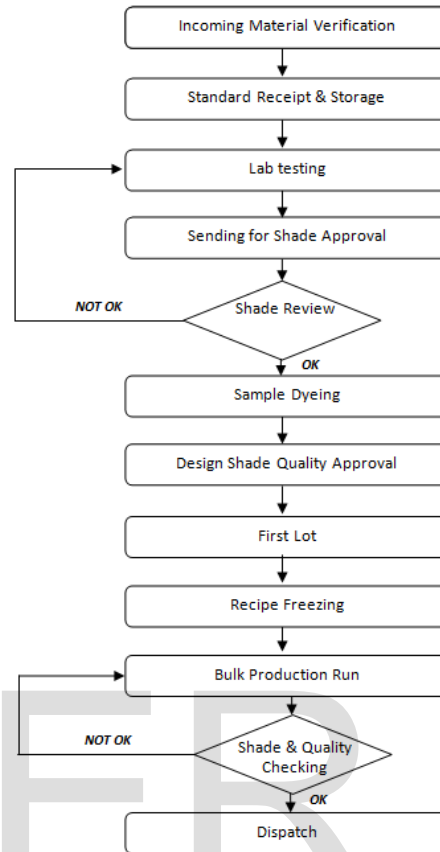 Incoming Material Verification
Standard Receipt & Storage
Lab testing
Sending for Shade Approval
Shade Review
NOT OK
OK
Sample Dyeing
Design Shade Quality Approval
First Lot
Recipe Freezing
Bulk Production Run
NOT OK
Shade & Quality
Checking
OK
Dispatch